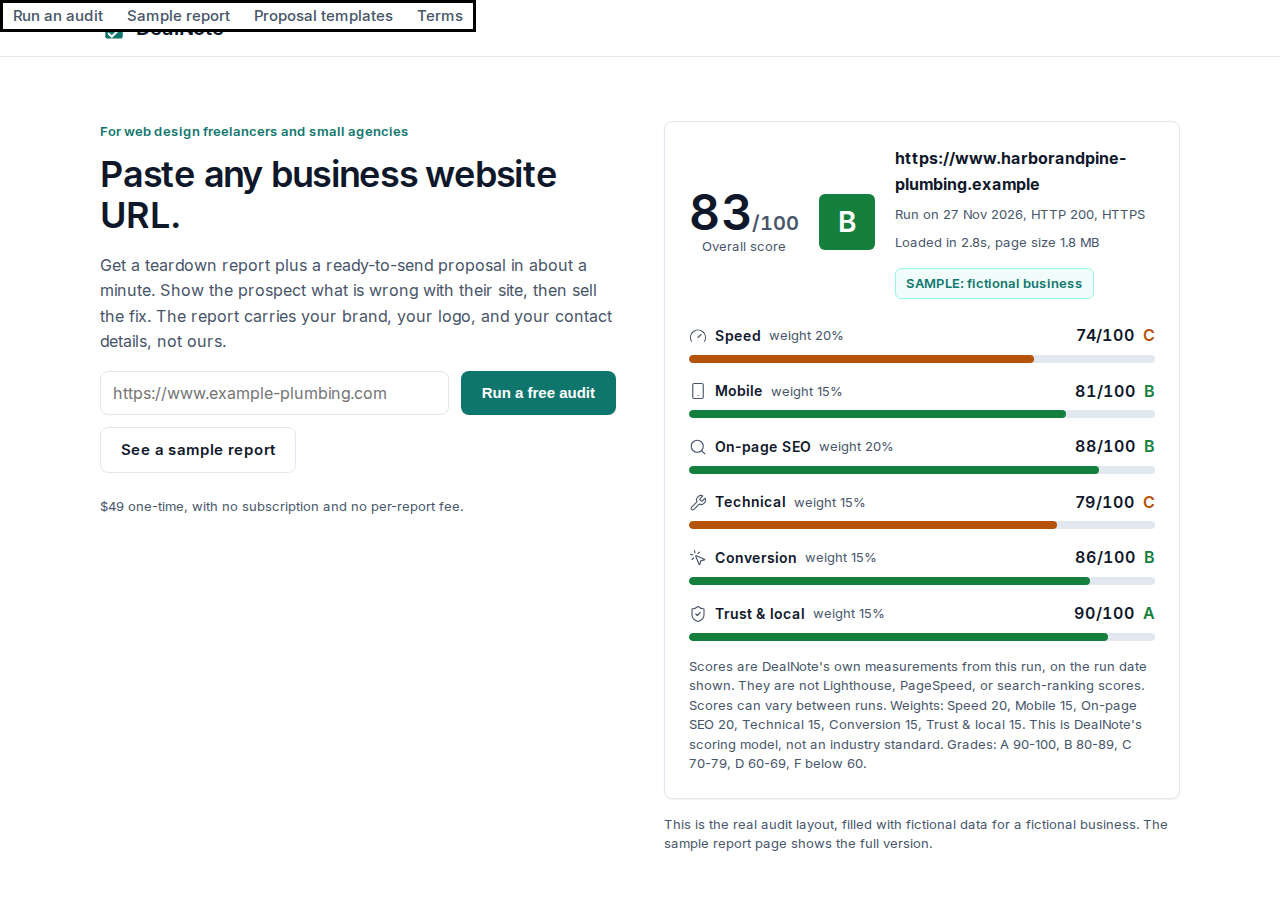 Run an audit Sample report Proposal templates Terms
DealNote
For web design freelancers and small agencies
Paste any business website
URL.
Get a teardown report plus a ready-to-send proposal in about a
minute. Show the prospect what is wrong with their site, then sell
the fix. The report carries your brand, your logo, and your contact
details, not ours.
https://www.example-plumbing.com
Run a free audit
See a sample report
$49 one-time, with no subscription and no per-report fee.
83/100
Overall score
B
https://www.harborandpine-
plumbing.example
Run on 27 Nov 2026, HTTP 200, HTTPS
Loaded in 2.8s, page size 1.8 MB
SAMPLE: fictional business
Speed weight 20% 74/100 C
Mobile weight 15% 81/100 B
On-page SEO weight 20% 88/100 B
Technical weight 15% 79/100 C
Conversion weight 15% 86/100 B
Trust & local weight 15% 90/100 A
Scores are DealNote's own measurements from this run, on the run date
shown. They are not Lighthouse, PageSpeed, or search-ranking scores.
Scores can vary between runs. Weights: Speed 20, Mobile 15, On-page
SEO 20, Technical 15, Conversion 15, Trust & local 15. This is DealNote's
scoring model, not an industry standard. Grades: A 90-100, B 80-89, C
70-79, D 60-69, F below 60.
This is the real audit layout, filled with fictional data for a fictional business. The
sample report page shows the full version.